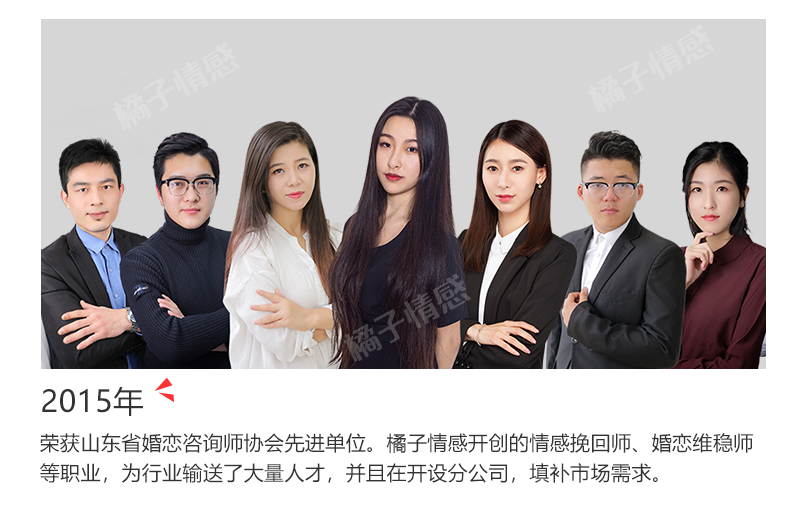 橘子情感
橘子情感
橘子情感
2015年
荣获山东省婚恋咨询师协会先进单位。橘子情感开创的情感挽回师、婚恋维稳师
等职业，为行业输送了大量人才，并且在开设分公司，填补市场需求。